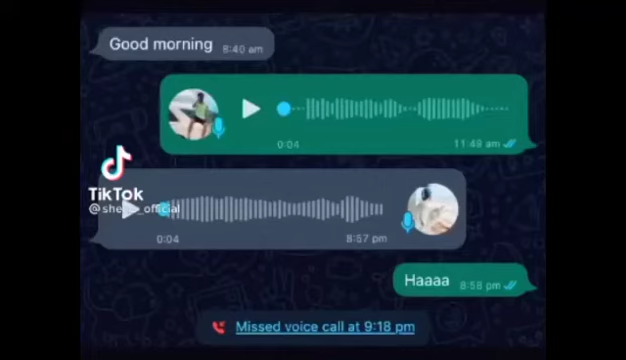 Good morning 8:40 am
0:04 11:49 am
TikTok
0:04 8:57 pm
Haaaa 8:58 pm
Missed voice call at 9:18 pm